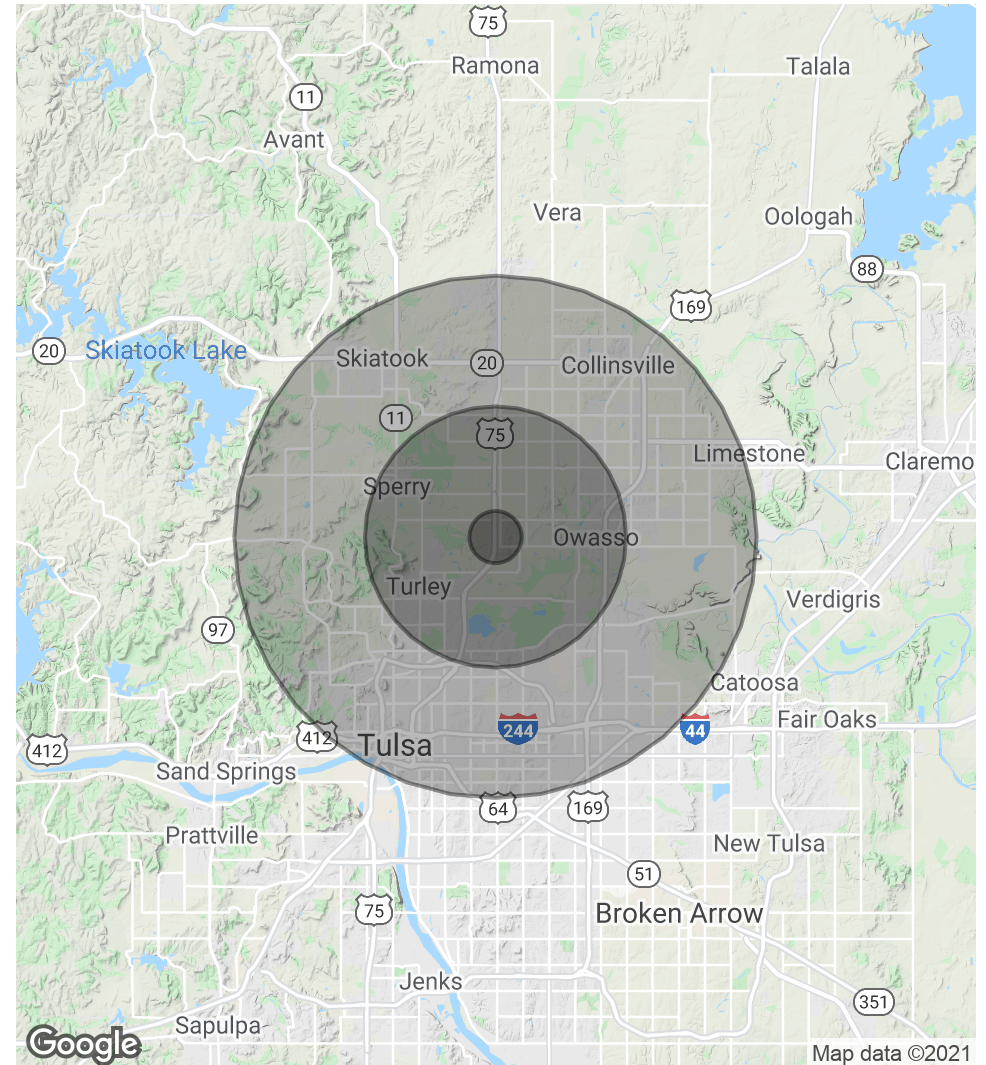 75
Ramona
Talala
11
Avant
Vera
Oologah
88
169
20
Skiatook Lake
Skiatook
20
Collinsville
11
75
Limestone
Claremo
Sperry
Owasso
Turley
Verdigris
97
Catoosa
Fair Oaks
244
44
412
412
Tulsa
Sand Springs
64
169
Prattville
New Tulsa
51
75
Broken Arrow
Jenks
351
Sapulpa
Google
Map data ©2021